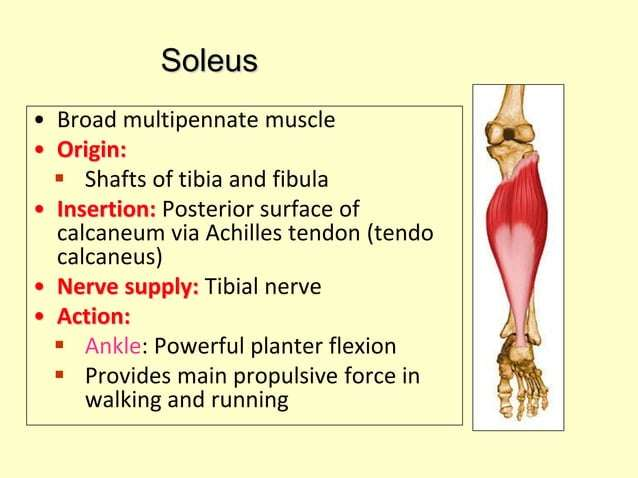 Soleus
• Broad multipennate muscle
• Origin:
▪ Shafts of tibia and fibula
• Insertion: Posterior surface of
calcaneum via Achilles tendon (tendo
calcaneus)
• Nerve supply: Tibial nerve
• Action:
▪ Ankle: Powerful planter flexion
▪ Provides main propulsive force in
walking and running